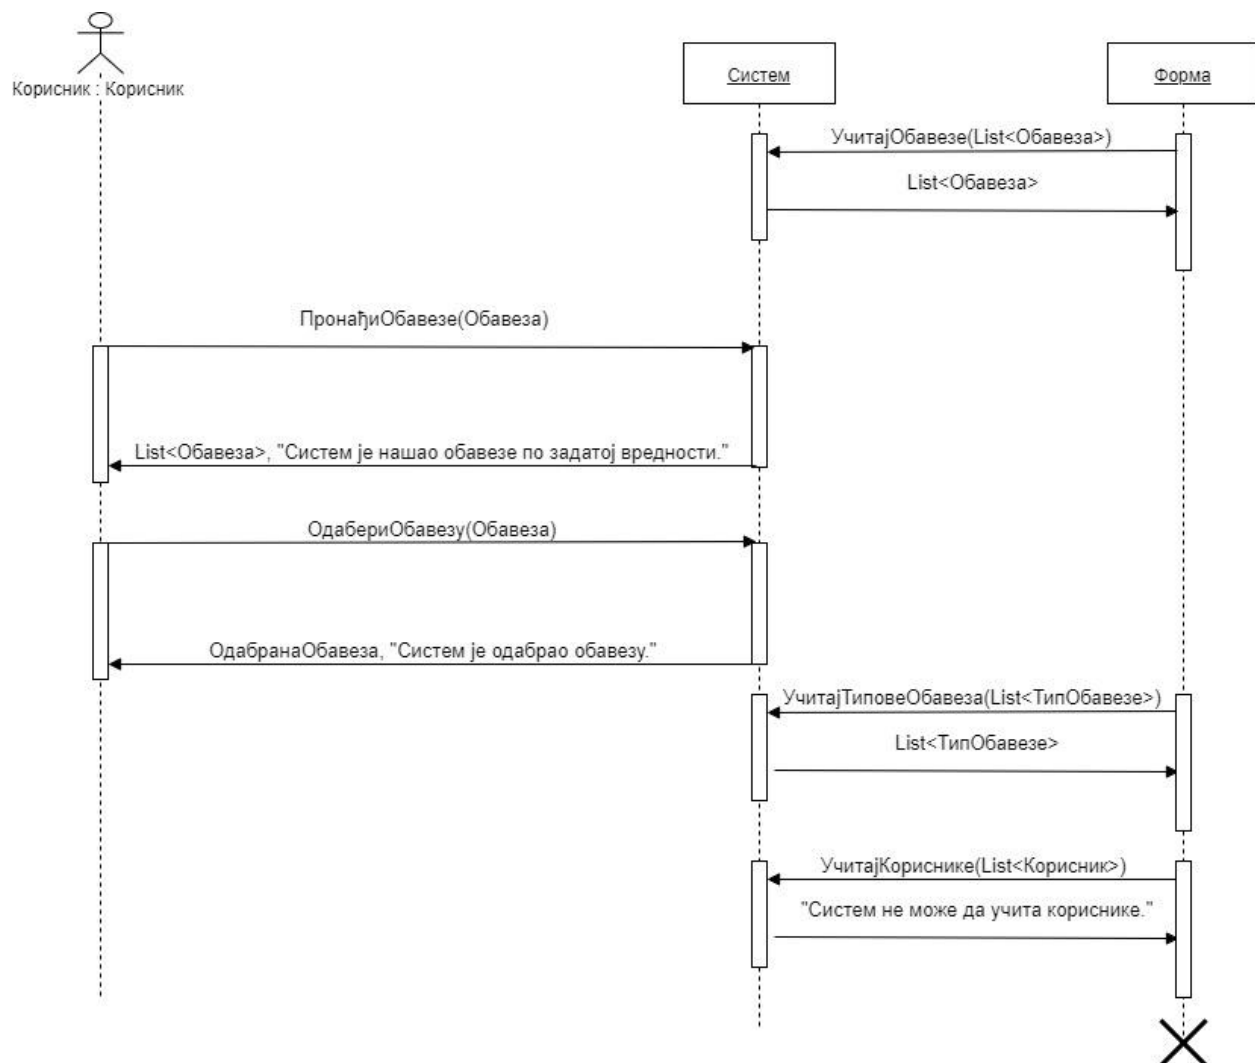 Корисник : Корисник
Систем
Форма
УчитајОбавезе(List<Обавеза>)
List<Обавеза>
ПронађиОбавезе(Обавеза)
List<Обавеза>, "Систем је нашао обавезе по задатој вредности."
ОдабериОбавезу(Обавеза)
ОдабранаОбавеза, "Систем је одабрао обавезу."
УчитајТиповеОбавеза(List<ТипОбавезе>)
List<ТипОбавезе>
УчитајКориснике(List<Корисник>)
"Систем не може да учита кориснике."